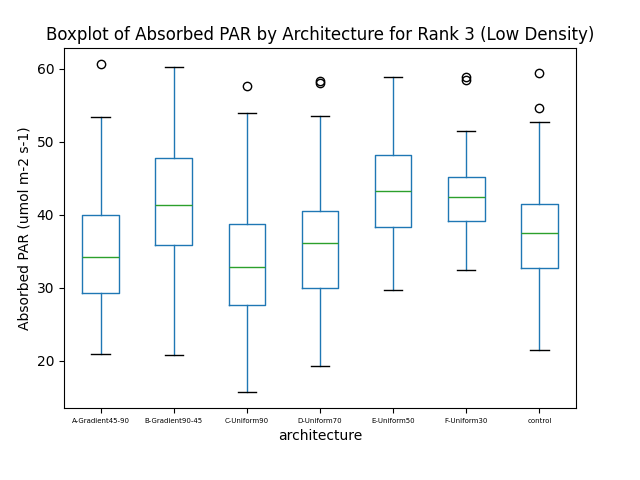 Boxplot of Absorbed PAR by Architecture for Rank 3 (Low Density)
Absorbed PAR (umol m-2 s-1)
60
50
40
30
20
A-Gradient45-90 B-Gradient90-45 C-Uniform90 D-Uniform70 E-Uniform50 F-Uniform30 control
architecture